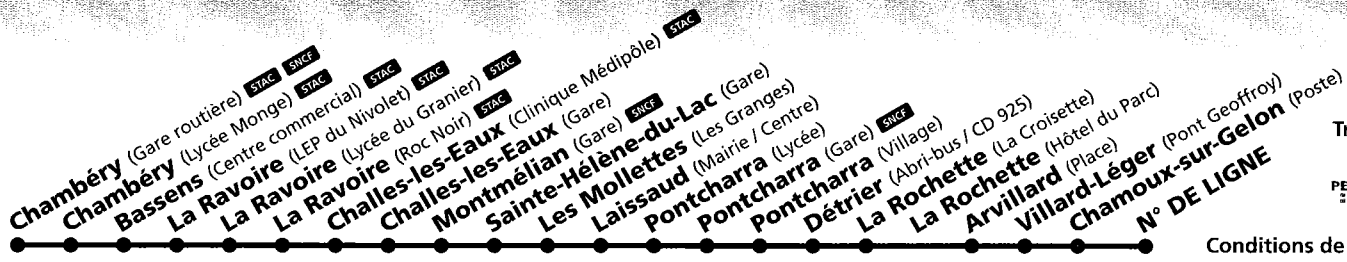 Chambéry (Gare routière) STAC SNCF
Chambéry (Lycée Monge) STAC
Bassens (Centre commercial) STAC
La Ravoire (LEP du Nivolet) STAC
La Ravoire (Lycée du Granier) STAC
La Ravoire (Roc Noir) STAC
Challes-les-Eaux (Clinique Médipôle) STAC
Challes-les-Eaux (Gare)
Montmélian (Gare) SNCF
Sainte-Hélène-du-Lac (Gare)
Les Mollettes (Les Granges)
Laissaud (Mairie / Centre)
Pontcharra (Lycée)
Pontcharra (Gare) SNCF
Pontcharra (Village)
Détrier (Abri-bus / CD 925)
La Rochette (La Croisette)
La Rochette (Hôtel du Parc)
Arvillard (Place)
Villard-Léger (Pont Geoffroy)
Chamoux-sur-Gelon (Poste)
N° DE LIGNE
Tr
PE
Conditions de